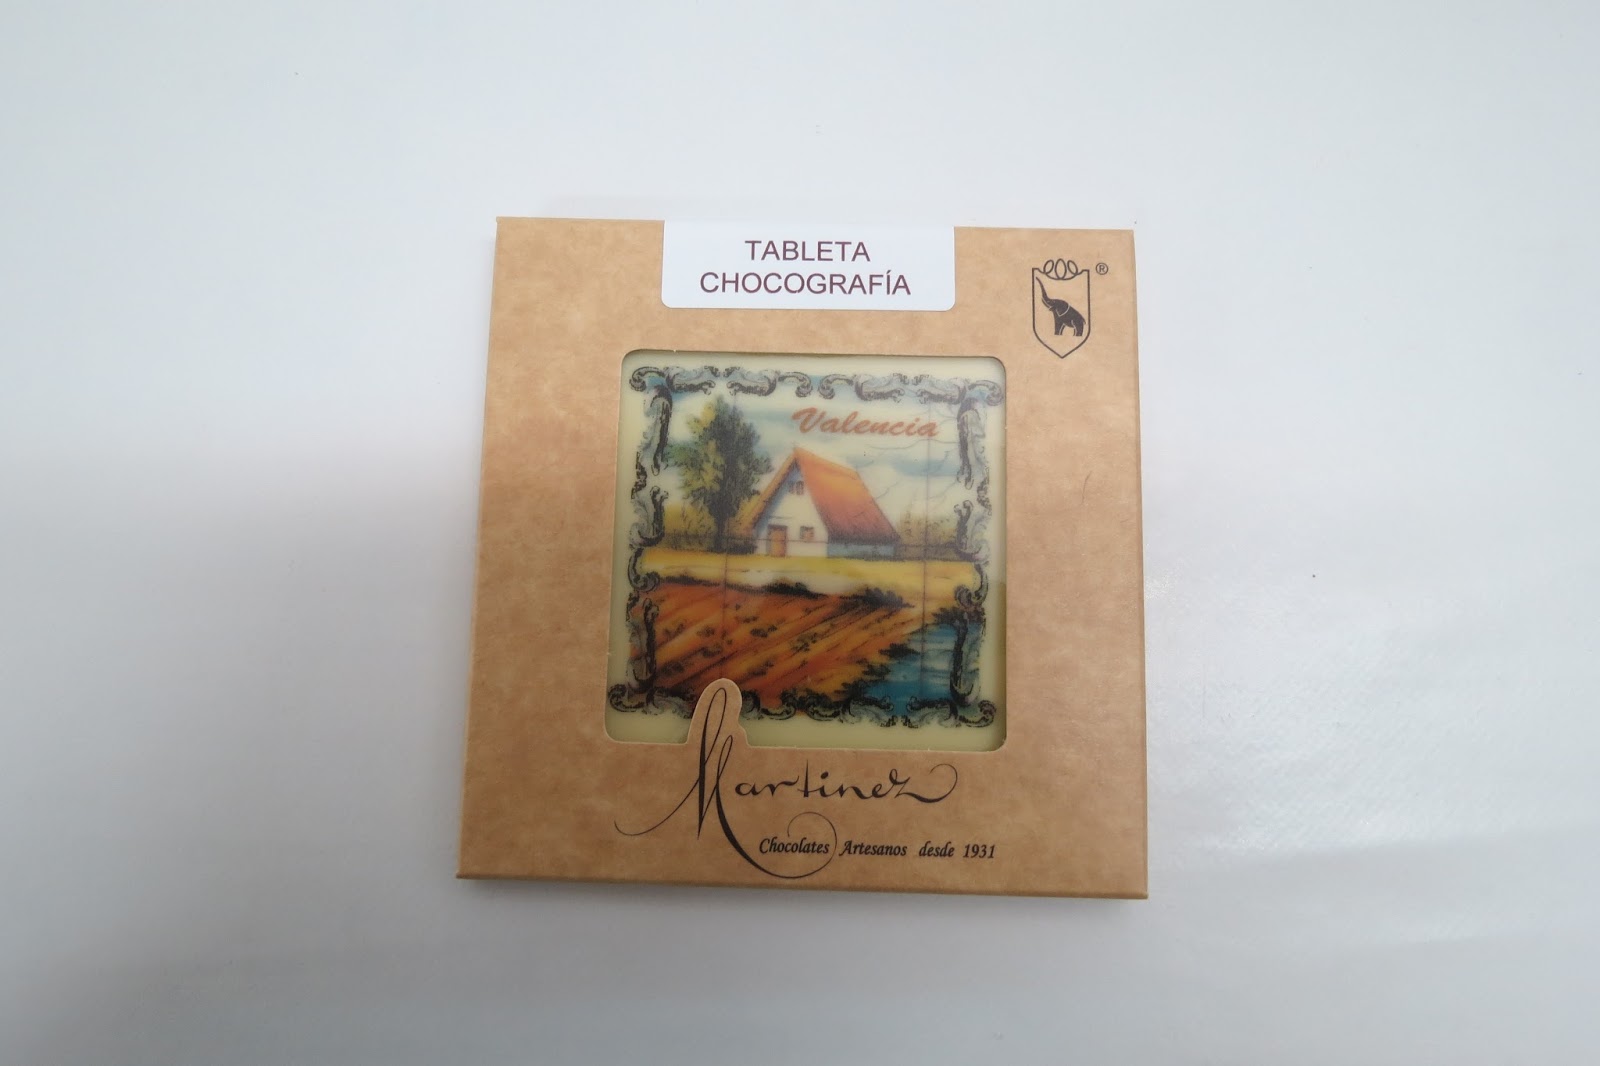 TABLETA
CHOCOGRAFÍA
®
Valencia
Martinez
Chocolates Artesanos desde 1931